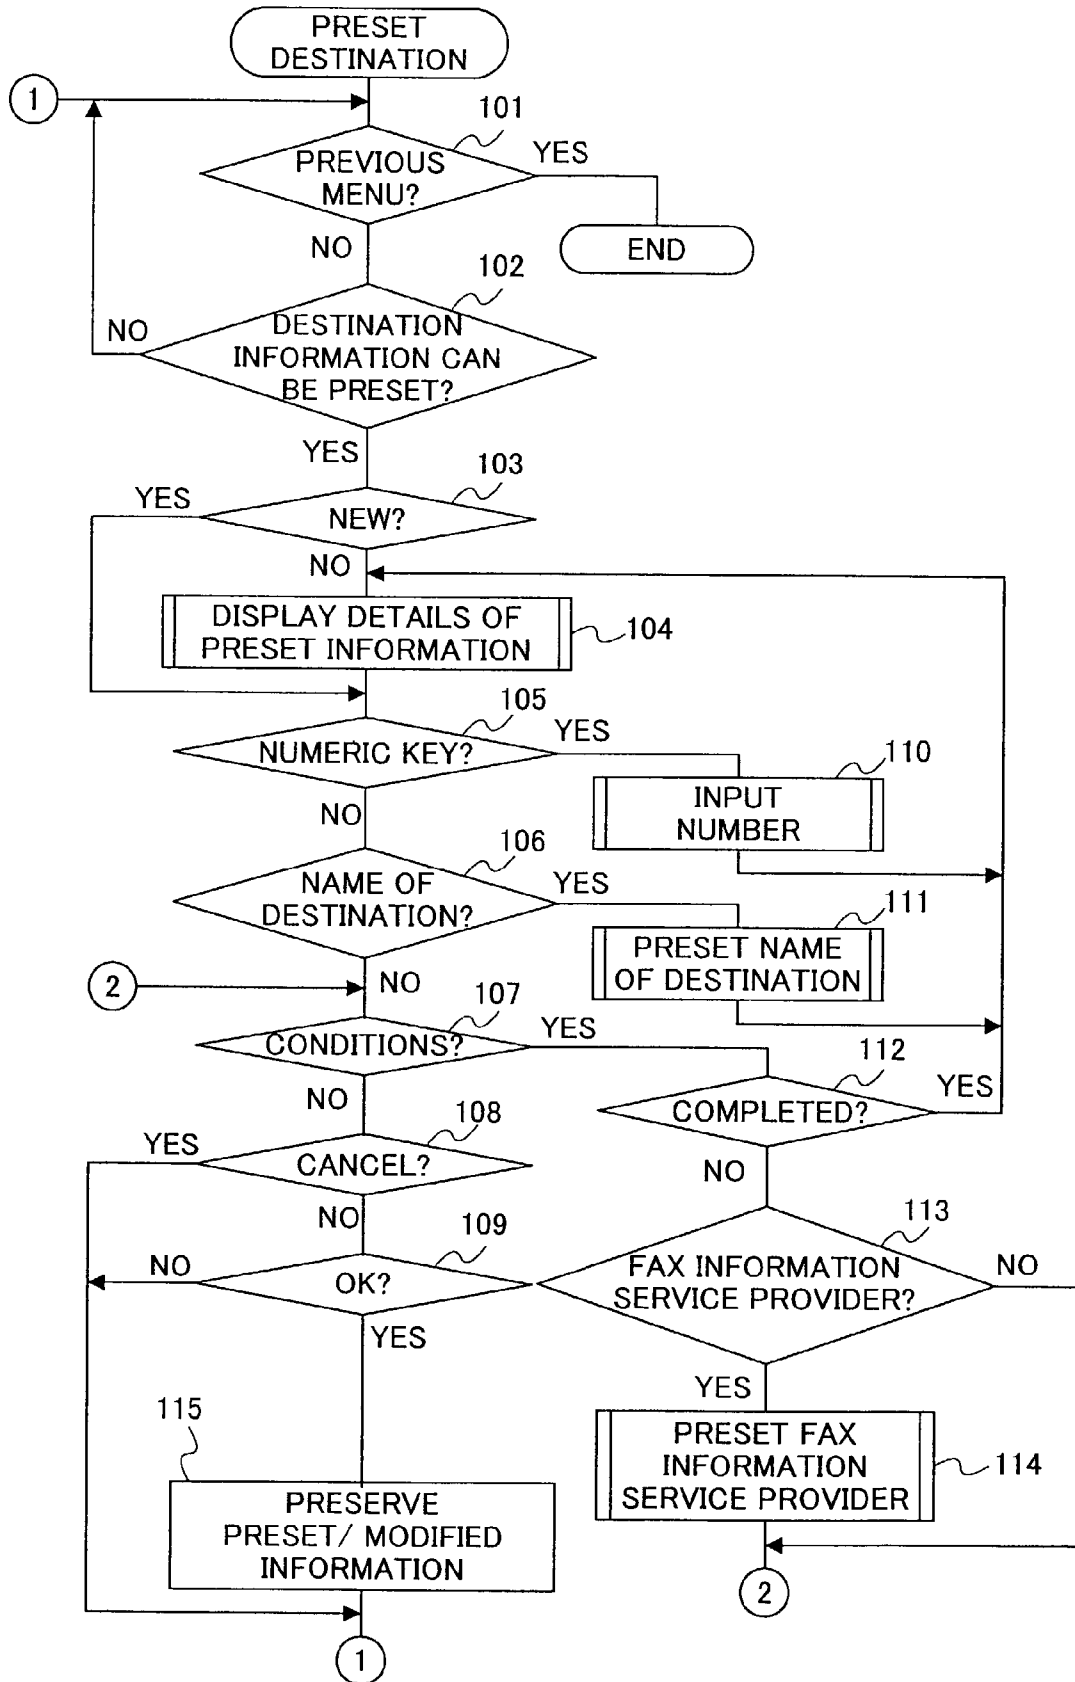 PRESET
DESTINATION
1
101
PREVIOUS
MENU?
YES
END
NO
102
DESTINATION
INFORMATION CAN
BE PRESET?
NO
YES
103
YES
NEW?
NO
DISPLAY DETAILS OF
PRESET INFORMATION
104
105
NUMERIC KEY?
YES
110
INPUT
NUMBER
NO
106
NAME OF
DESTINATION?
YES
111
PRESET NAME
OF DESTINATION
2
NO
107
CONDITIONS?
YES
112
COMPLETED?
YES
NO
108
YES
CANCEL?
NO
NO
109
113
NO
OK?
FAX INFORMATION
SERVICE PROVIDER?
NO
YES
YES
115
PRESET FAX
INFORMATION
SERVICE PROVIDER
114
PRESERVE
PRESET/ MODIFIED
INFORMATION
2
1